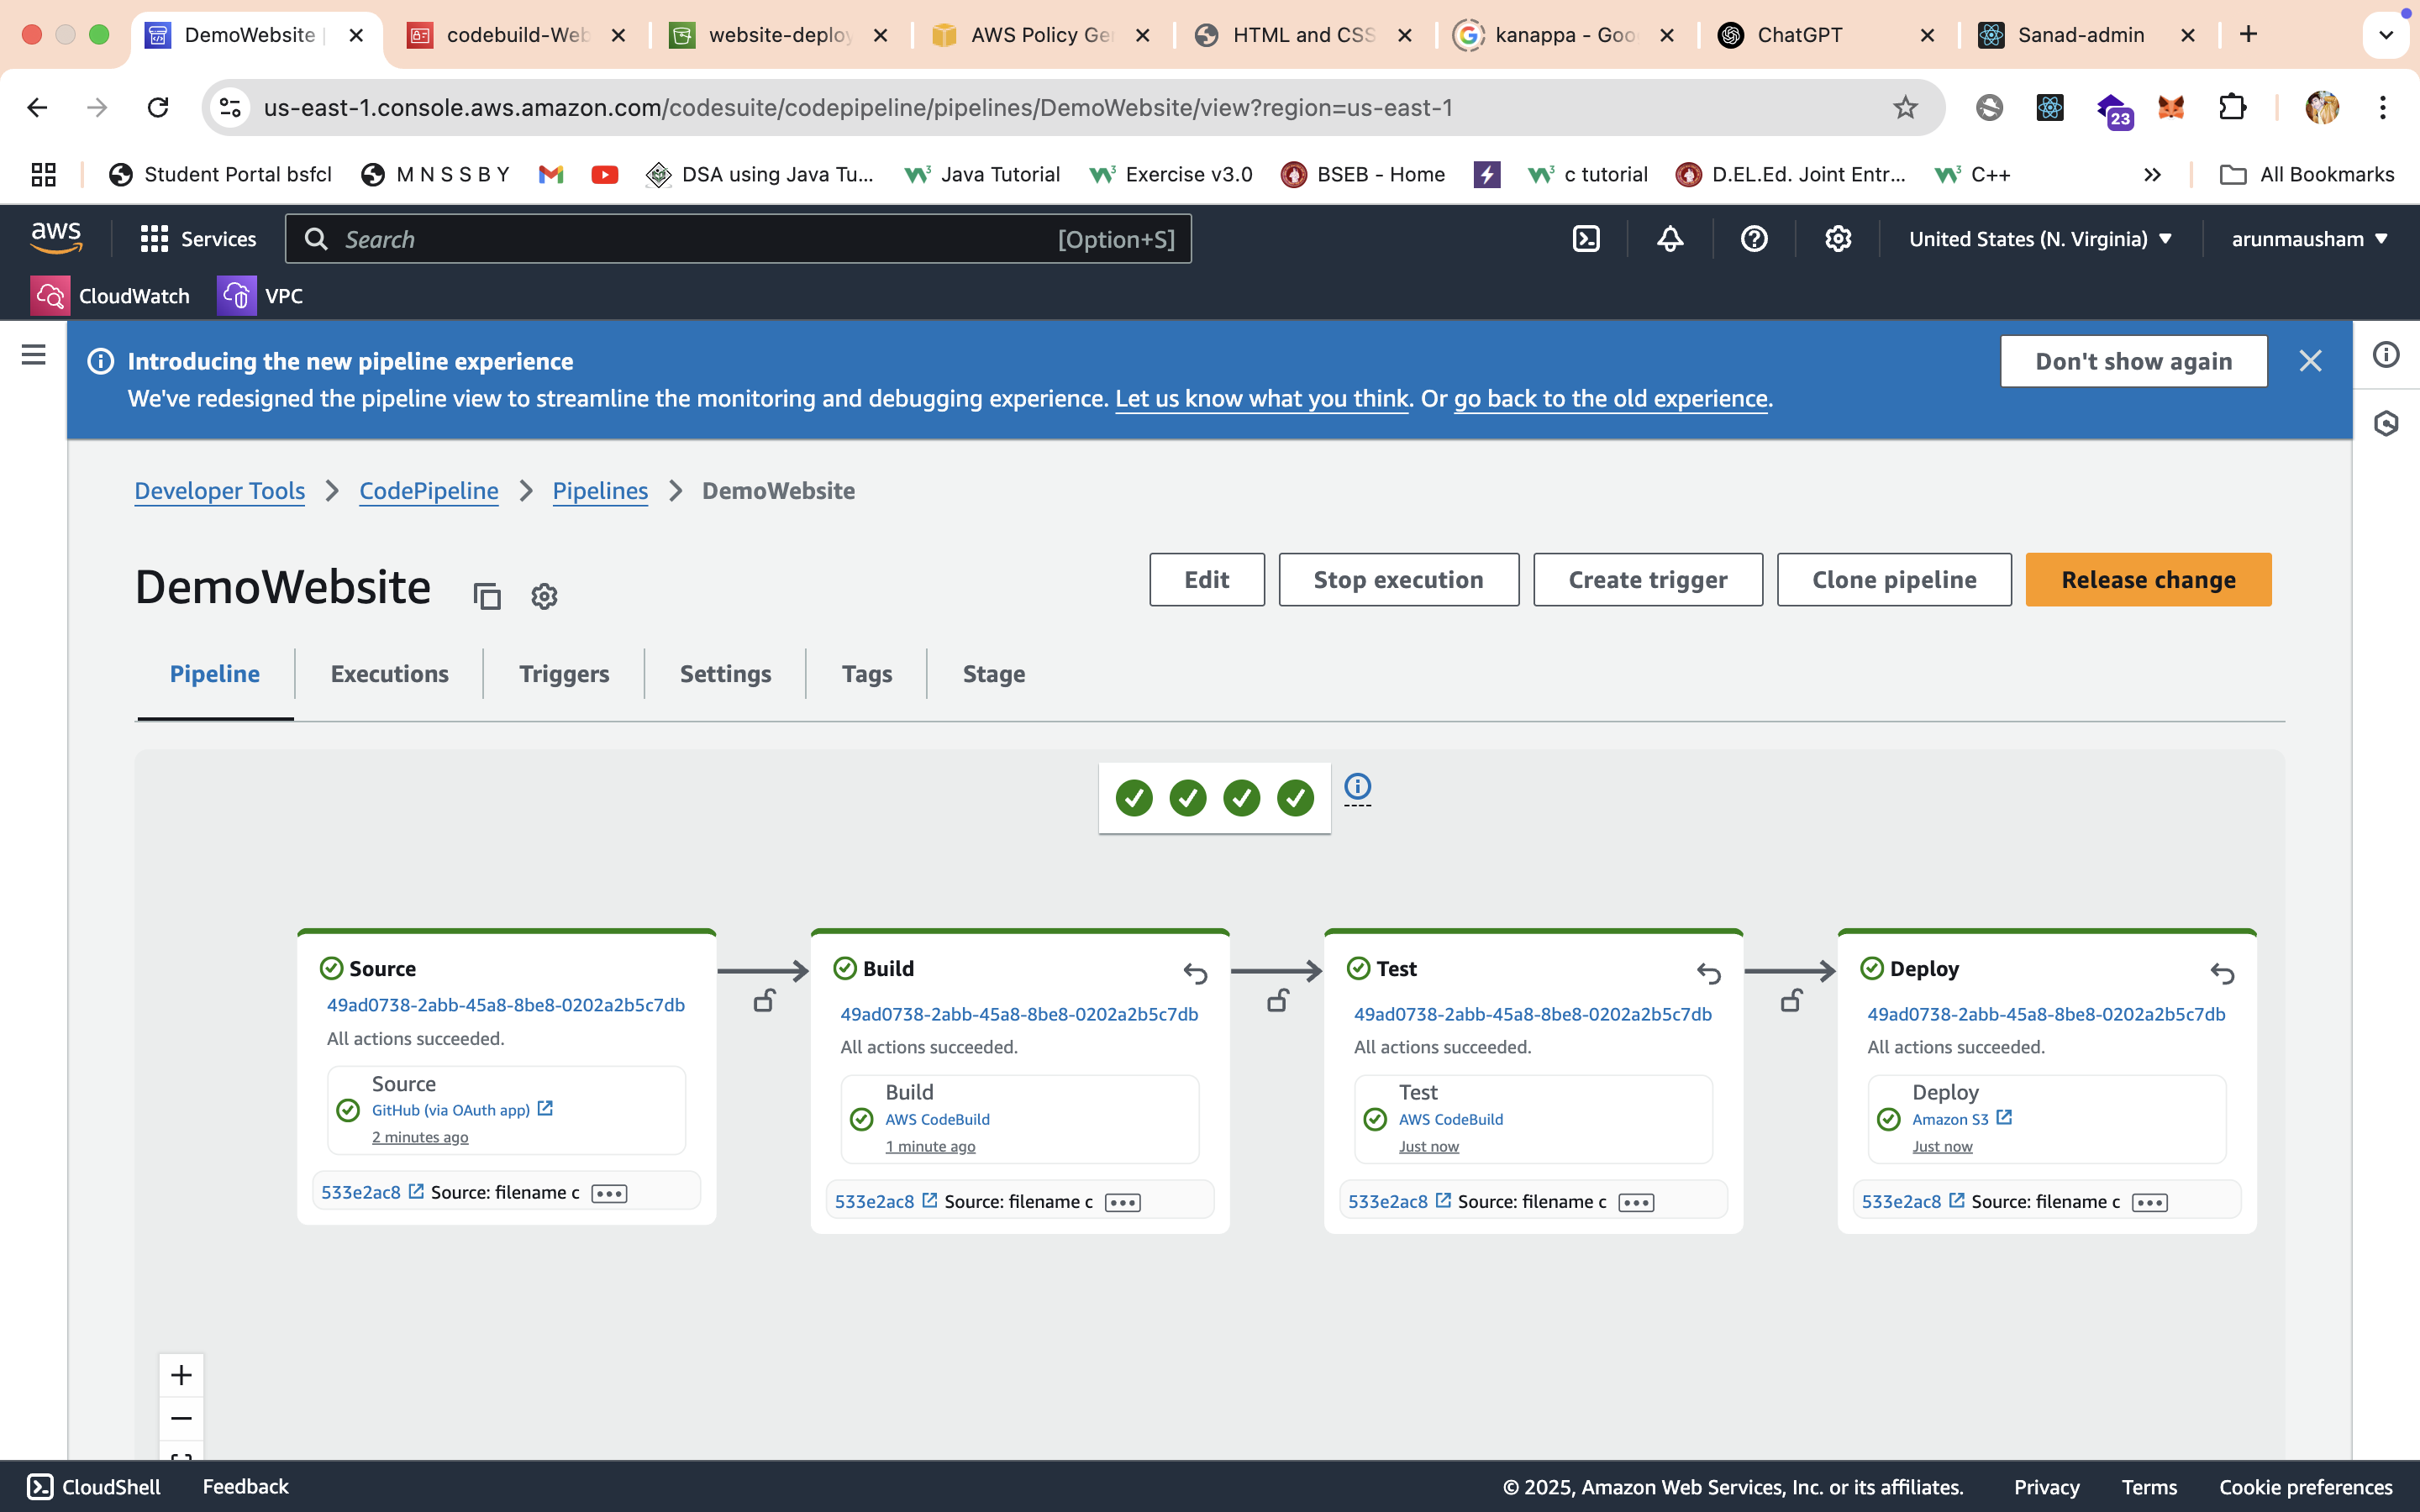 DemoWebsite
codebuild-Web
website-deploy
AWS Policy Ge
HTML and CSS
kanappa - Goo
ChatGPT
Sanad-admin
us-east-1.console.aws.amazon.com/codesuite/codepipeline/pipelines/DemoWebsite/view?region=us-east-1
23
Student Portal bsfcl
M N S S B Y
DSA using Java Tu...
Java Tutorial
Exercise v3.0
BSEB - Home
c tutorial
D.EL.Ed. Joint Entr...
C++
All Bookmarks
aws
Services
Search
[Option+S]
United States (N. Virginia)
arunmausham
CloudWatch
VPC
Introducing the new pipeline experience
We've redesigned the pipeline view to streamline the monitoring and debugging experience. Let us know what you think. Or go back to the old experience.
Don't show again
Developer Tools
CodePipeline
Pipelines
DemoWebsite
DemoWebsite
Edit
Stop execution
Create trigger
Clone pipeline
Release change
Pipeline
Executions
Triggers
Settings
Tags
Stage
Source
49ad0738-2abb-45a8-8be8-0202a2b5c7db
All actions succeeded.
Source
GitHub (via OAuth app)
2 minutes ago
533e2ac8 Source: filename c
Build
49ad0738-2abb-45a8-8be8-0202a2b5c7db
All actions succeeded.
Build
AWS CodeBuild
1 minute ago
533e2ac8 Source: filename c
Test
49ad0738-2abb-45a8-8be8-0202a2b5c7db
All actions succeeded.
Test
AWS CodeBuild
Just now
533e2ac8 Source: filename c
Deploy
49ad0738-2abb-45a8-8be8-0202a2b5c7db
All actions succeeded.
Deploy
Amazon S3
Just now
533e2ac8 Source: filename c
CloudShell
Feedback
© 2025, Amazon Web Services, Inc. or its affiliates.
Privacy
Terms
Cookie preferences